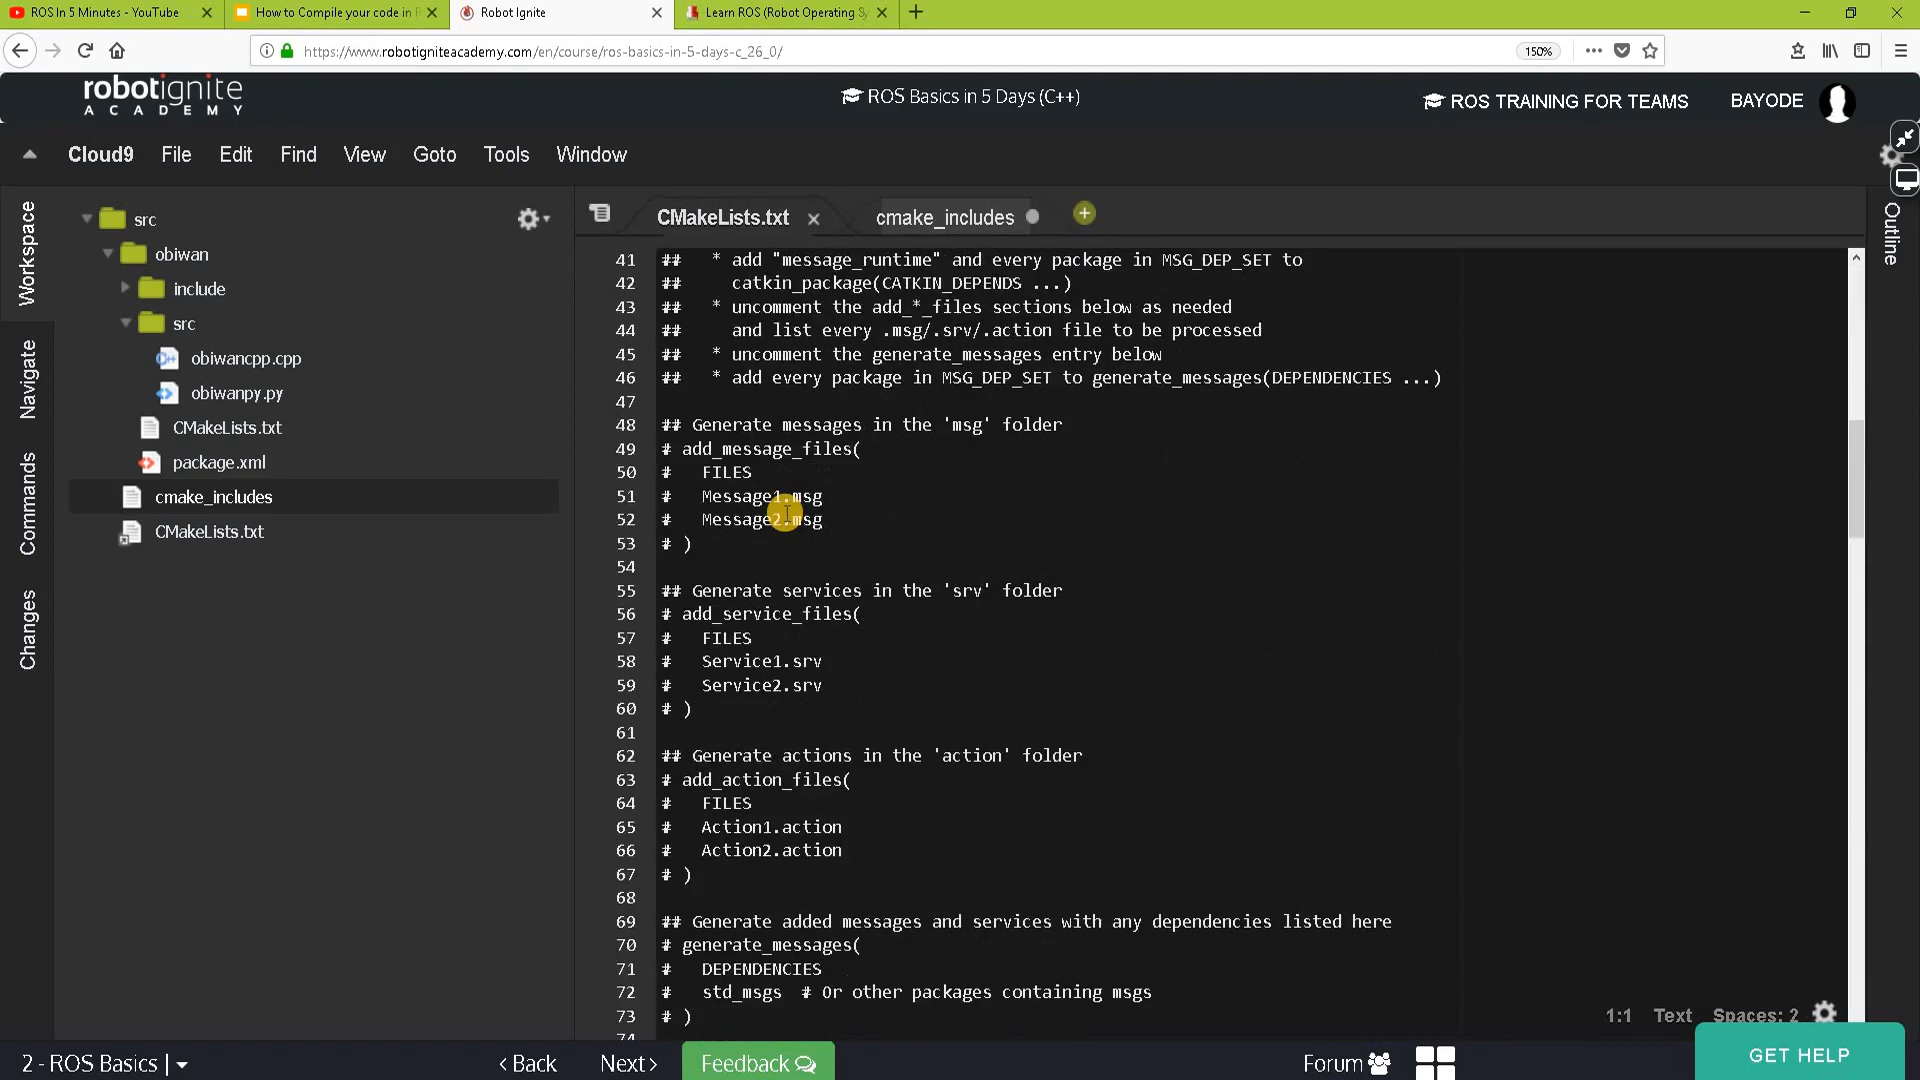 ROS In 5 Minutes - YouTube
How to Compile your code in R
Robot Ignite
Learn ROS (Robot Operating Sy
https://www.robotigniteacademy.com/en/course/ros-basics-in-5-days-c_26_0/
150%
robotignite
ACADEMY
ROS Basics in 5 Days (C++)
ROS TRAINING FOR TEAMS
BAYODE
Cloud9 File Edit Find View Goto Tools Window
Workspace
Navigate
Commands
Changes
src
obiwan
include
src
obiwancpp.cpp
obiwanpy.py
CMakeLists.txt
package.xml
cmake_includes
CMakeLists.txt
CMakeLists.txt
cmake_includes
Outline
41 ## * add "message_runtime" and every package in MSG_DEP_SET to
42 ## catkin_package(CATKIN_DEPENDS ...)
43 ## * uncomment the add_*_files sections below as needed
44 ## and list every .msg/.srv/.action file to be processed
45 ## * uncomment the generate_messages entry below
46 ## * add every package in MSG_DEP_SET to generate_messages(DEPENDENCIES ...)
47
48 ## Generate messages in the 'msg' folder
49 # add_message_files(
50 # FILES
51 # Message1.msg
52 # Message2.msg
53 # )
54
55 ## Generate services in the 'srv' folder
56 # add_service_files(
57 # FILES
58 # Service1.srv
59 # Service2.srv
60 # )
61
62 ## Generate actions in the 'action' folder
63 # add_action_files(
64 # FILES
65 # Action1.action
66 # Action2.action
67 # )
68
69 ## Generate added messages and services with any dependencies listed here
70 # generate_messages(
71 # DEPENDENCIES
72 # std_msgs # Or other packages containing msgs
73 # )
74
1:1 Text Spaces: 2
2 - ROS Basics |
< Back
Next >
Feedback
Forum
GET HELP